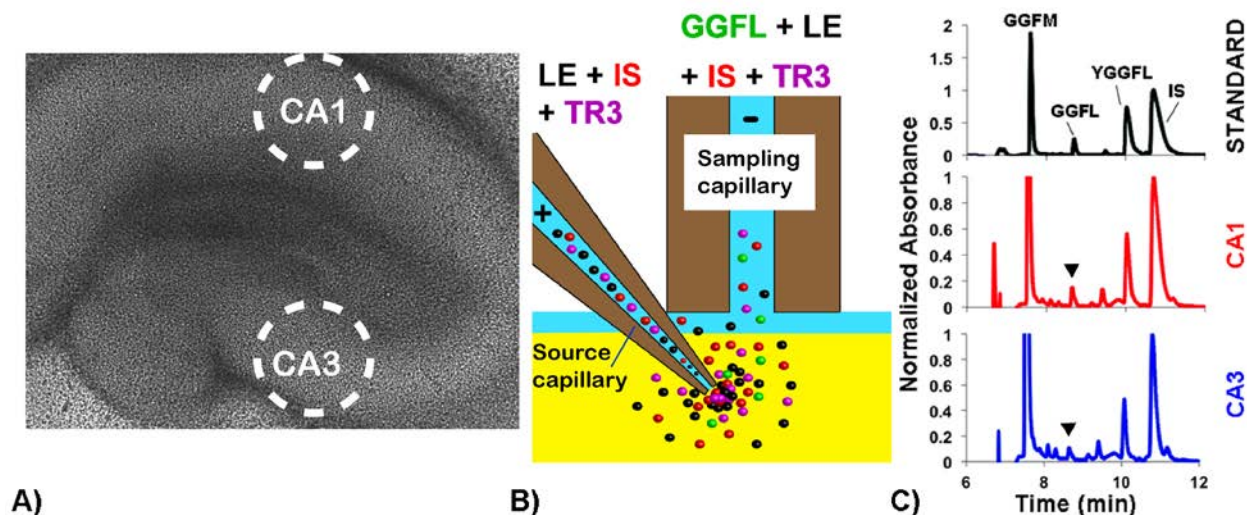 CA1
CA3
A)
GGFL + LE
+ IS + TR3
LE + IS
+ TR3
+
-
Sampling
capillary
Source
capillary
B)
Normalized Absorbance
2
1.5
1
0.5
0
GGFM
GGFL
YGGFL
IS
STANDARD
1
0.8
0.6
0.4
0.2
0
CA1
1
0.8
0.6
0.4
0.2
0
CA3
6 8 10 12
Time (min)
C)